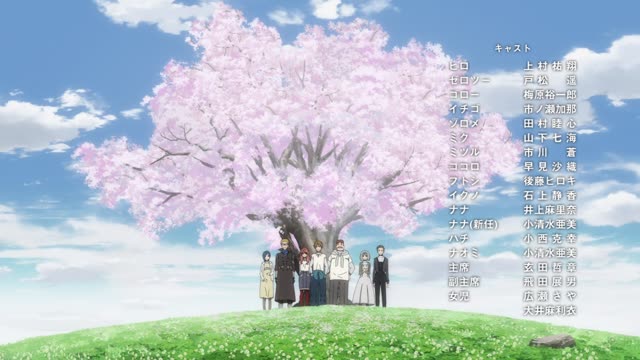 キャスト
ヒロ 上村祐翔
ゼロツー 戸松 遥
ゴロー 梅原裕一郎
イチゴ 市ノ瀬加那
ゾロメ 田村睦心
ミク 山下七海
ミツル 市川 蒼
ココロ 早見沙織
フトシ 後藤ヒロキ
イクノ 石上静香
ナナ 井上麻里奈
ナナ(新任) 小清水亜美
ハチ 小西克幸
ナオミ 小清水亜美
主席 玄田哲章
副主席 飛田展男
女児 広瀬さや
大井麻利衣